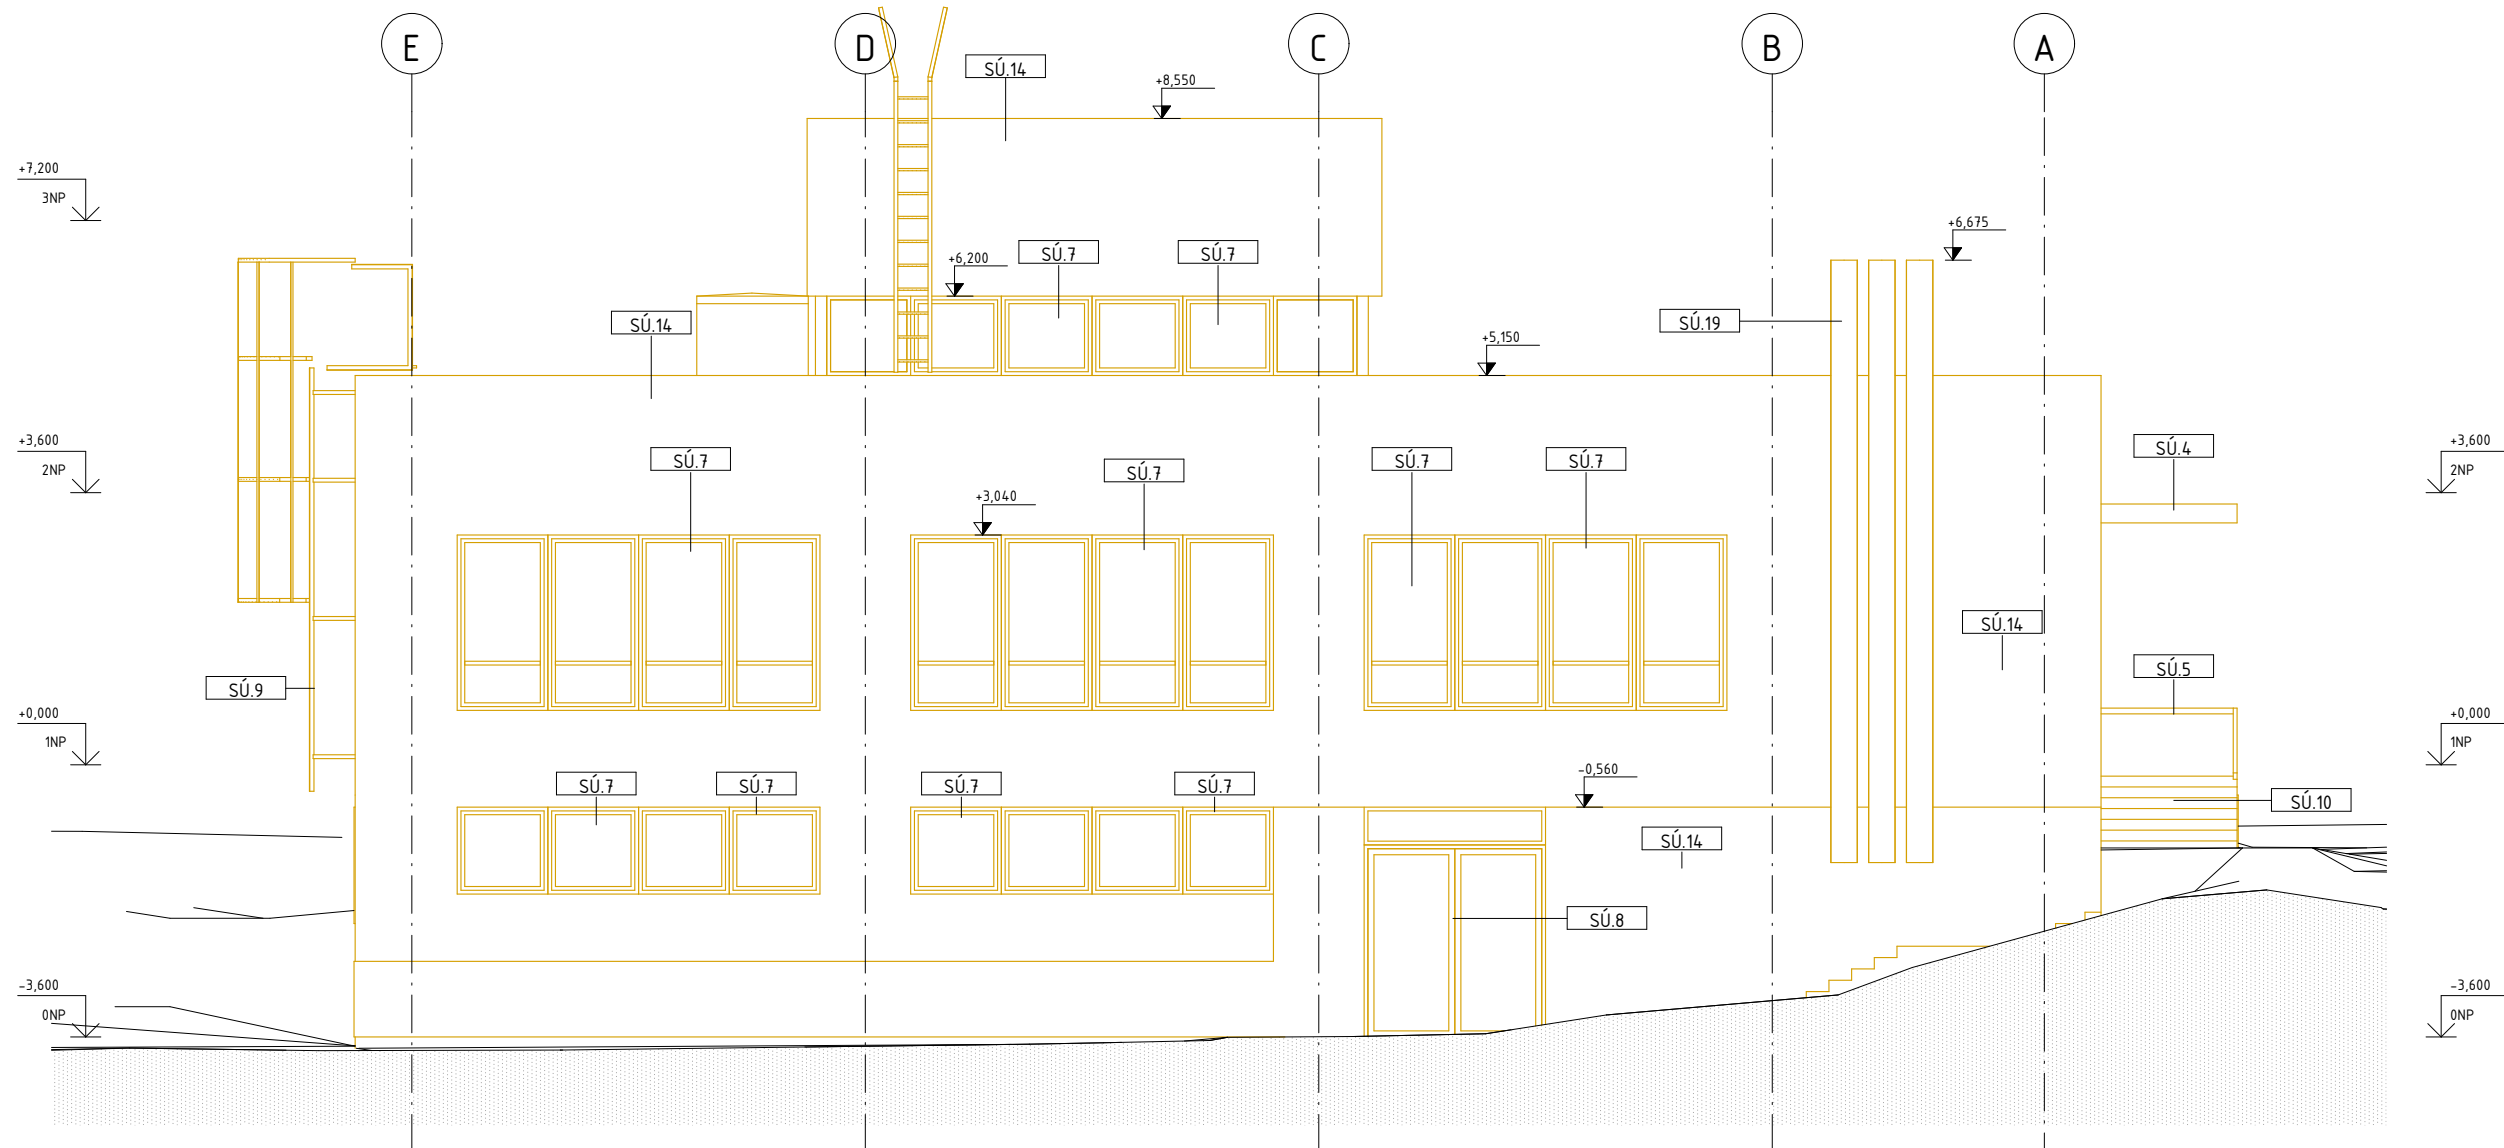 E
D
C
B
A
SÚ.14
+8,550
+7,200
3NP
+6,675
SÚ.7
SÚ.7
+6,200
SÚ.14
SÚ.19
+5,150
+3,600
2NP
SÚ.7
SÚ.7
SÚ.7
SÚ.7
SÚ.4
+3,600
2NP
+3,040
SÚ.14
SÚ.9
SÚ.5
+0,000
1NP
+0,000
1NP
SÚ.7
SÚ.7
SÚ.7
SÚ.7
-0,560
SÚ.10
SÚ.14
SÚ.8
-3,600
0NP
-3,600
0NP